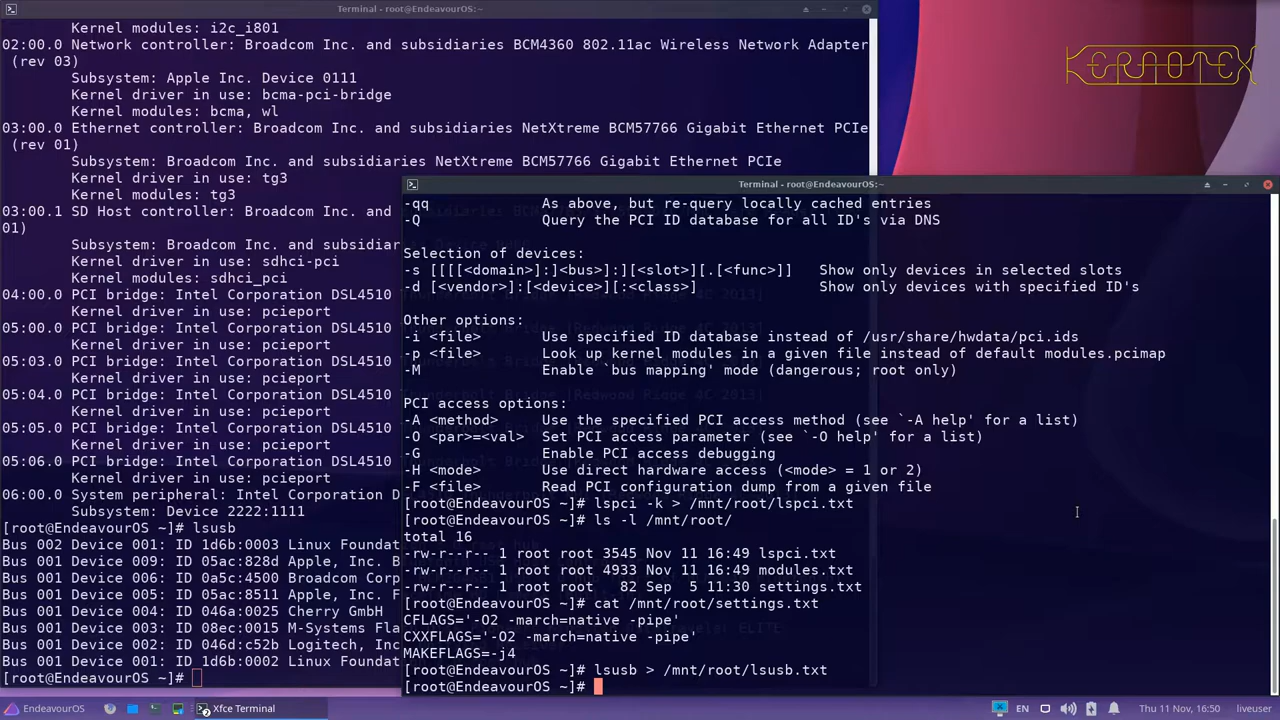 Terminal - root@EndeavourOS:~
Kernel modules: i2c_i801
02:00.0 Network controller: Broadcom Inc. and subsidiaries BCM4360 802.11ac Wireless Network Adapter
(rev 03)
Subsystem: Apple Inc. Device 0111
Kernel driver in use: bcma-pci-bridge
Kernel modules: bcma, wl
03:00.0 Ethernet controller: Broadcom Inc. and subsidiaries NetXtreme BCM57766 Gigabit Ethernet PCIe
(rev 01)
Subsystem: Broadcom Inc. and subsidiaries NetXtreme BCM57766 Gigabit Ethernet PCIe
Kernel driver in use: tg3
Kernel modules: tg3
03:00.1 SD Host controller: Broadcom Inc. and
01)
Subsystem: Broadcom Inc. and subsidiar
Kernel driver in use: sdhci-pci
Kernel modules: sdhci_pci
04:00.0 PCI bridge: Intel Corporation DSL4510
Kernel driver in use: pcieport
05:00.0 PCI bridge: Intel Corporation DSL4510
Kernel driver in use: pcieport
05:03.0 PCI bridge: Intel Corporation DSL4510
Kernel driver in use: pcieport
05:04.0 PCI bridge: Intel Corporation DSL4510
Kernel driver in use: pcieport
05:05.0 PCI bridge: Intel Corporation DSL4510
Kernel driver in use: pcieport
05:06.0 PCI bridge: Intel Corporation DSL4510
Kernel driver in use: pcieport
06:00.0 System peripheral: Intel Corporation D
Subsystem: Device 2222:1111
[root@EndeavourOS ~]# lsusb
Bus 002 Device 001: ID 1d6b:0003 Linux Foundat
Bus 001 Device 009: ID 05ac:828d Apple, Inc. B
Bus 001 Device 006: ID 0a5c:4500 Broadcom Corp
Bus 001 Device 005: ID 05ac:8511 Apple, Inc.
Bus 001 Device 004: ID 046a:0025 Cherry GmbH
Bus 001 Device 003: ID 08ec:0015 M-Systems Fla
Bus 001 Device 002: ID 046d:c52b Logitech, Inc
Bus 001 Device 001: ID 1d6b:0002 Linux Foundat
[root@EndeavourOS ~]#
KERNOTEX
Terminal - root@EndeavourOS:~
-qq As above, but re-query locally cached entries
-Q Query the PCI ID database for all ID's via DNS
Selection of devices:
-s [[[[<domain>]:]<bus>]:][<slot>][.[<func>]] Show only devices in selected slots
-d [<vendor>]:[<device>][:<class>] Show only devices with specified ID's
Other options:
-i <file> Use specified ID database instead of /usr/share/hwdata/pci.ids
-p <file> Look up kernel modules in a given file instead of default modules.pcimap
-M Enable `bus mapping' mode (dangerous; root only)
PCI access options:
-A <method> Use the specified PCI access method (see `-A help' for a list)
-O <par>=<val> Set PCI access parameter (see `-O help' for a list)
-G Enable PCI access debugging
-H <mode> Use direct hardware access (<mode> = 1 or 2)
-F <file> Read PCI configuration dump from a given file
[root@EndeavourOS ~]# lspci -k > /mnt/root/lspci.txt
[root@EndeavourOS ~]# ls -l /mnt/root/
total 16
-rw-r--r-- 1 root root 3545 Nov 11 16:49 lspci.txt
-rw-r--r-- 1 root root 4933 Nov 11 16:49 modules.txt
-rw-r--r-- 1 root root 82 Sep 5 11:30 settings.txt
[root@EndeavourOS ~]# cat /mnt/root/settings.txt
CFLAGS='-O2 -march=native -pipe'
CXXFLAGS='-O2 -march=native -pipe'
MAKEFLAGS=-j4
[root@EndeavourOS ~]# lsusb > /mnt/root/lsusb.txt
[root@EndeavourOS ~]#
EndeavourOS
2 Xfce Terminal
EN
Thu 11 Nov, 16:50
liveuser